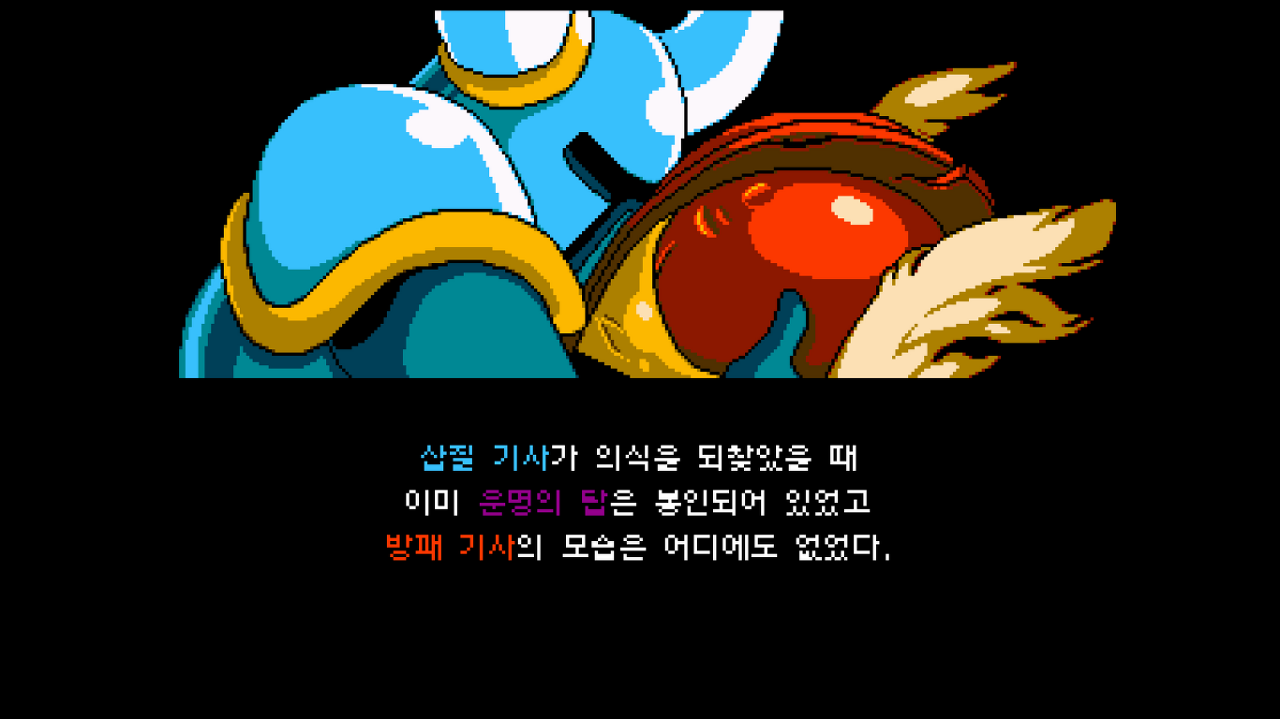 삽질 기사가 의식을 되찾았을 때
이미 운명의 탑은 봉인되어 있었고
방패 기사의 모습은 어디에도 없었다.